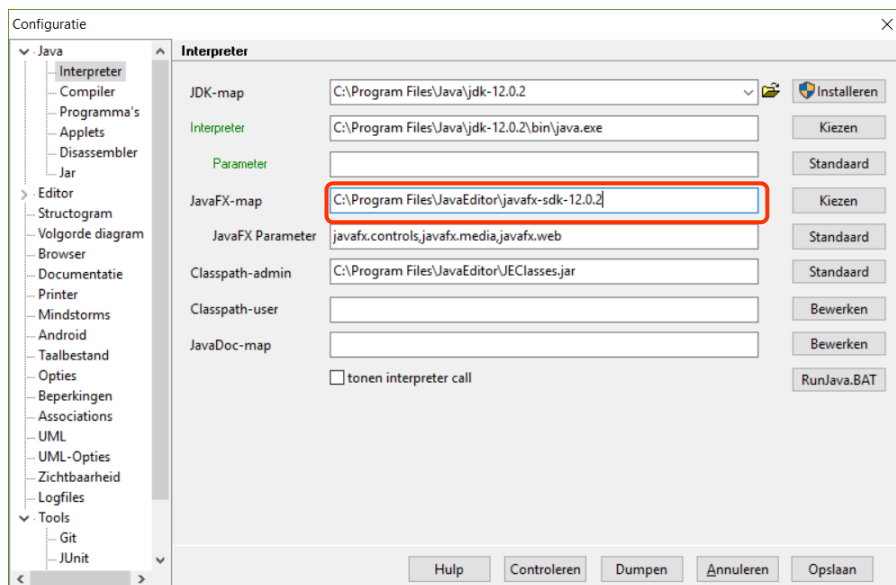 Configuratie
Java
Interpreter
Compiler
Programma's
Applets
Disassembler
Jar
Editor
Structogram
Volgorde diagram
Browser
Documentatie
Printer
Mindstorms
Android
Taalbestand
Opties
Beperkingen
Associations
UML
UML-Opties
Zichtbaarheid
Logfiles
Tools
Git
JUnit
Interpreter
JDK-map C:\Program Files\Java\jdk-12.0.2 Installeren
Interpreter C:\Program Files\Java\jdk-12.0.2\bin\java.exe Kiezen
Parameter Standaard
JavaFX-map C:\Program Files\JavaEditor\javafx-sdk-12.0.2 Kiezen
JavaFX Parameter javafx.controls,javafx.media,javafx.web Standaard
Classpath-admin C:\Program Files\JavaEditor\JEClasses.jar Standaard
Classpath-user Bewerken
JavaDoc-map Bewerken
tonen interpreter call RunJava.BAT
Hulp Controleren Dumpen Annuleren Opslaan